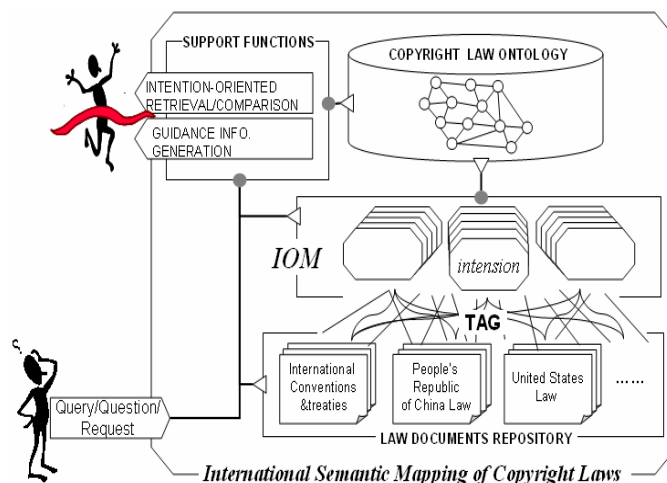 SUPPORT FUNCTIONS
INTENTION-ORIENTED
RETRIEVAL/COMPARISON
GUIDANCE INFO.
GENERATION
COPYRIGHT LAW ONTOLOGY
IOM
intension
TAG
International
Conventions
&treaties
People's
Republic
of China Law
United States
Law
......
LAW DOCUMENTS REPOSITORY
Query/Question/
Request
International Semantic Mapping of Copyright Laws